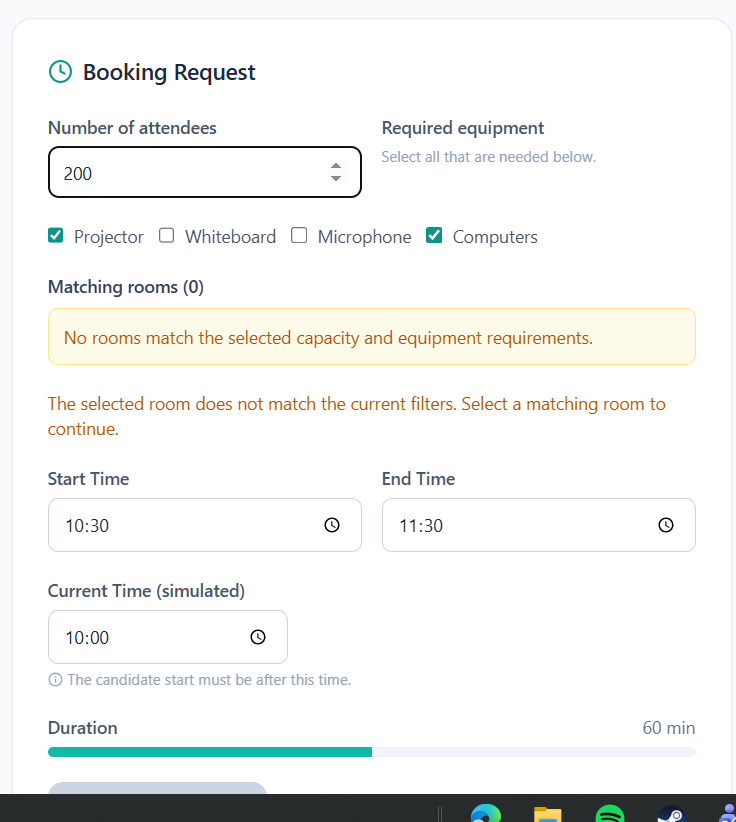 Booking Request
Number of attendees
Required equipment
200
Select all that are needed below.
Projector Whiteboard Microphone Computers
Matching rooms (0)
No rooms match the selected capacity and equipment requirements.
The selected room does not match the current filters. Select a matching room to
continue.
Start Time
End Time
10:30
11:30
Current Time (simulated)
10:00
The candidate start must be after this time.
Duration
60 min